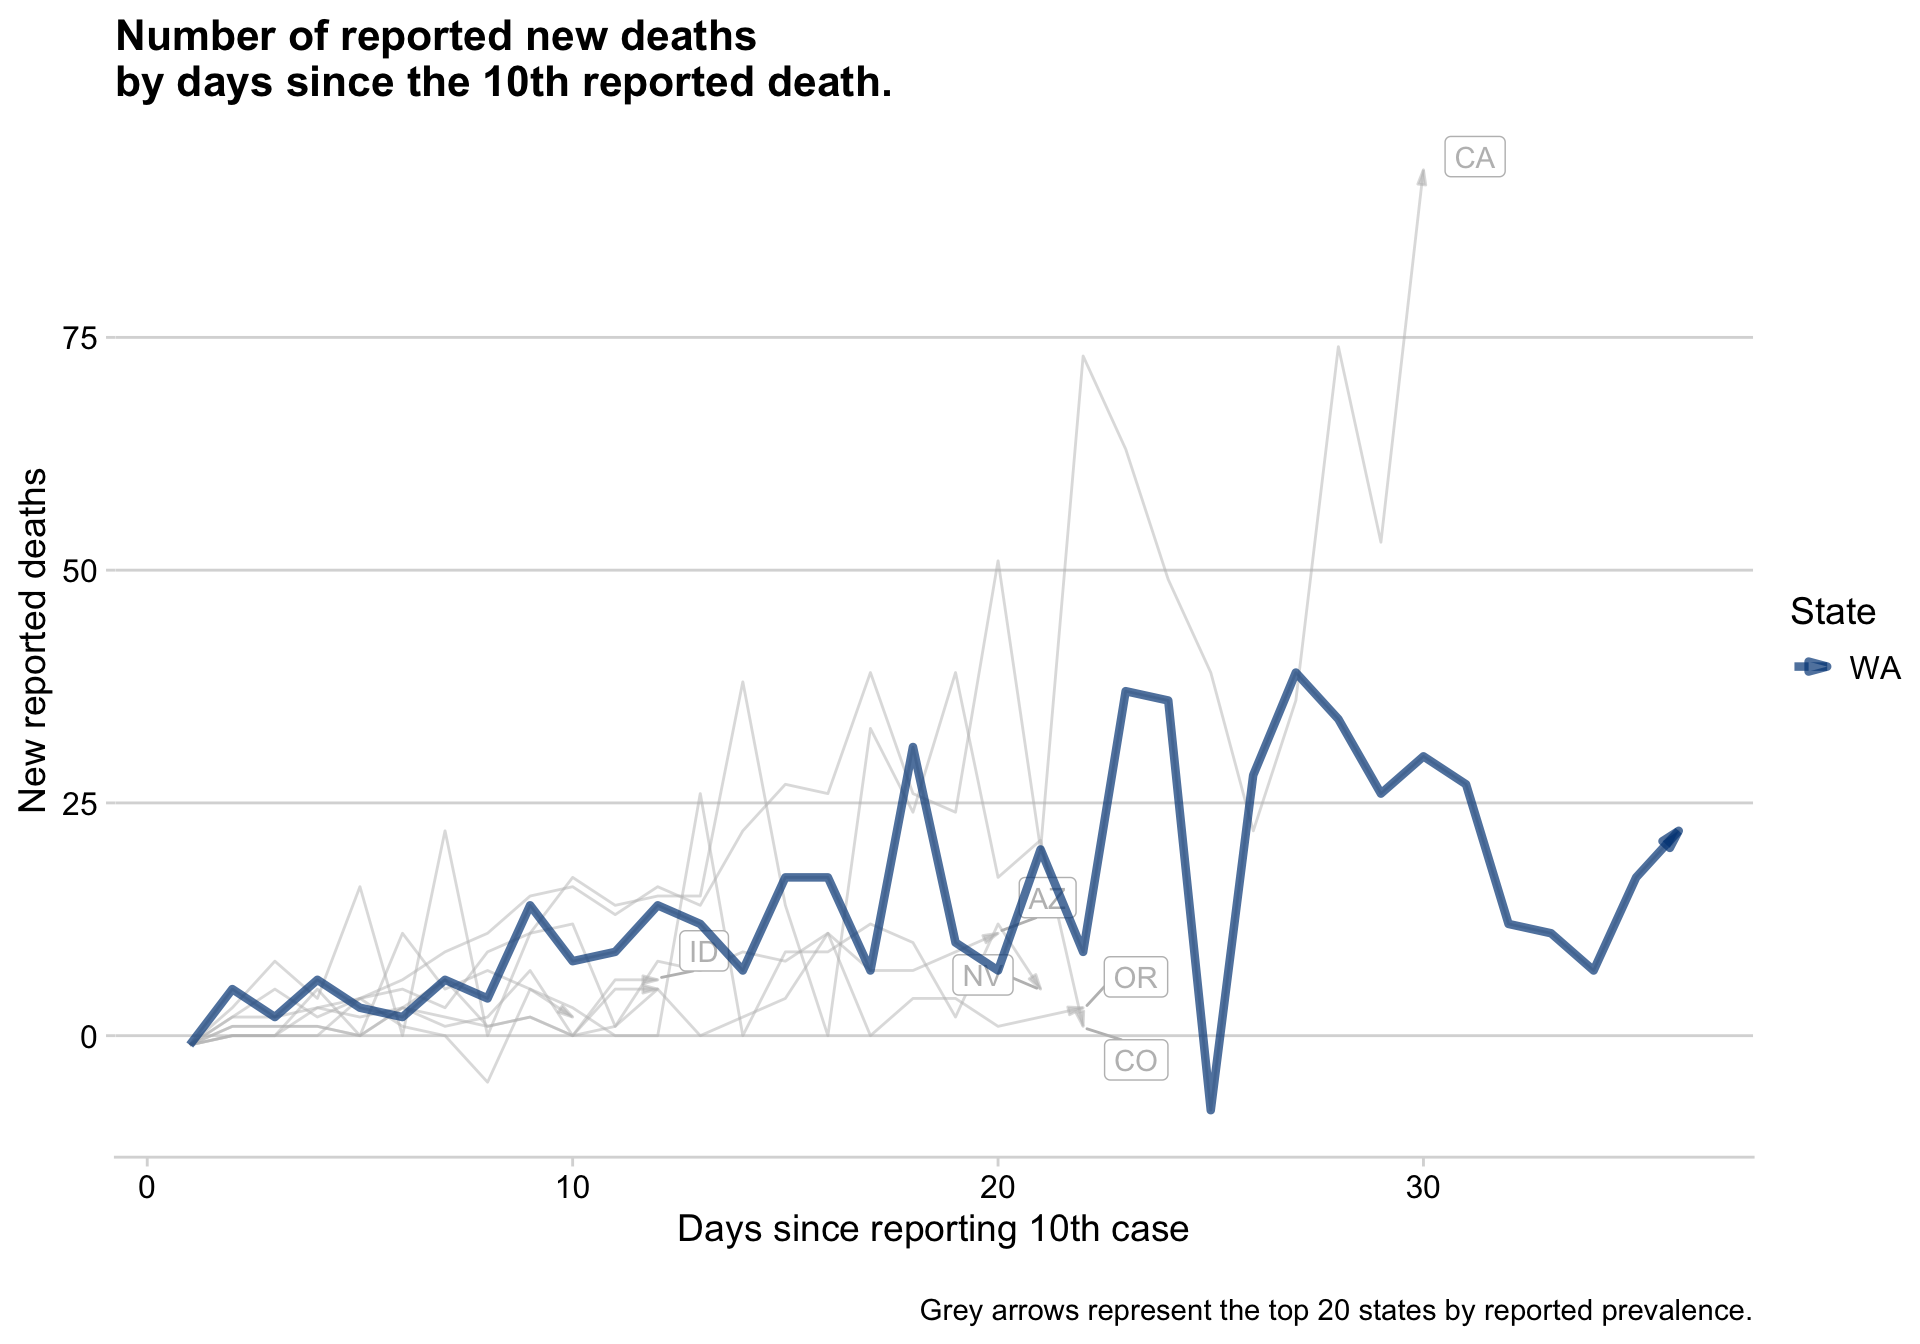 Number of reported new deaths
by days since the 10th reported death.
CA
75
50
25
0
New reported deaths
AZ
ID
NV
OR
CO
State
WA
0 10 20 30
Days since reporting 10th case
Grey arrows represent the top 20 states by reported prevalence.